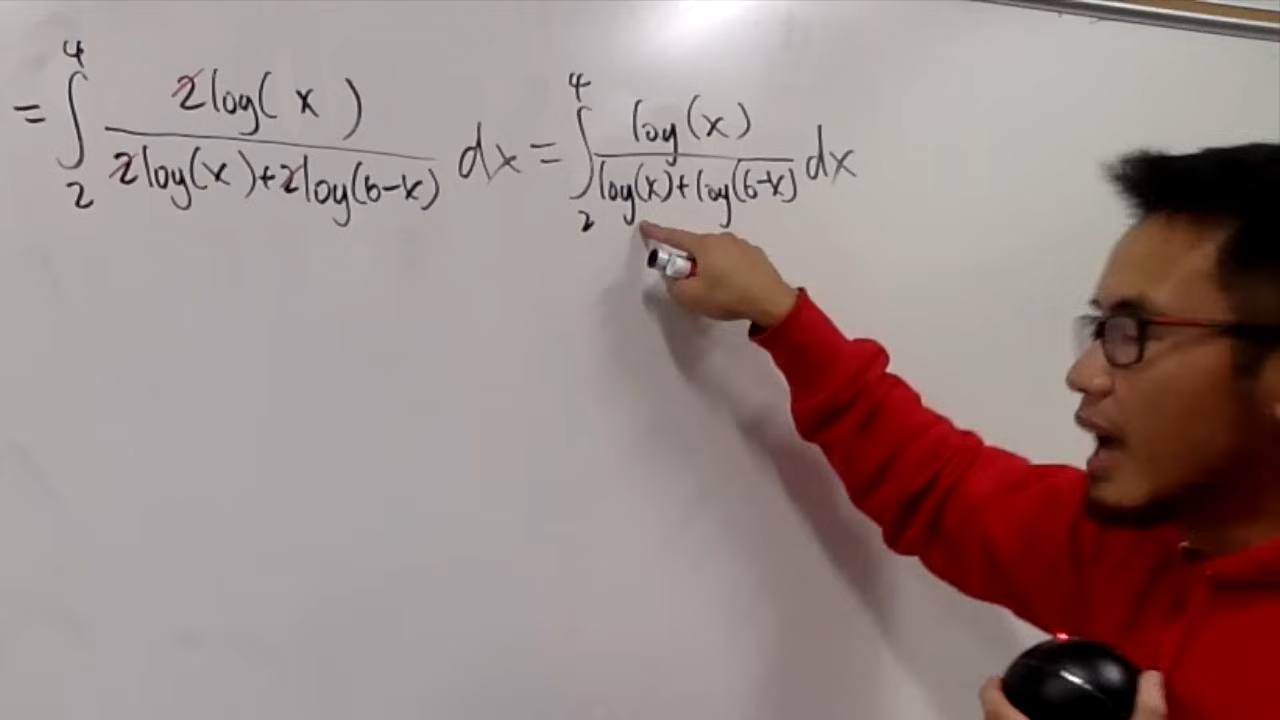 = ∫₂⁴ 2log(x) / (2log(x)+2log(6-x)) dx = ∫₂⁴ log(x) / (log(x)+log(6-x)) dx